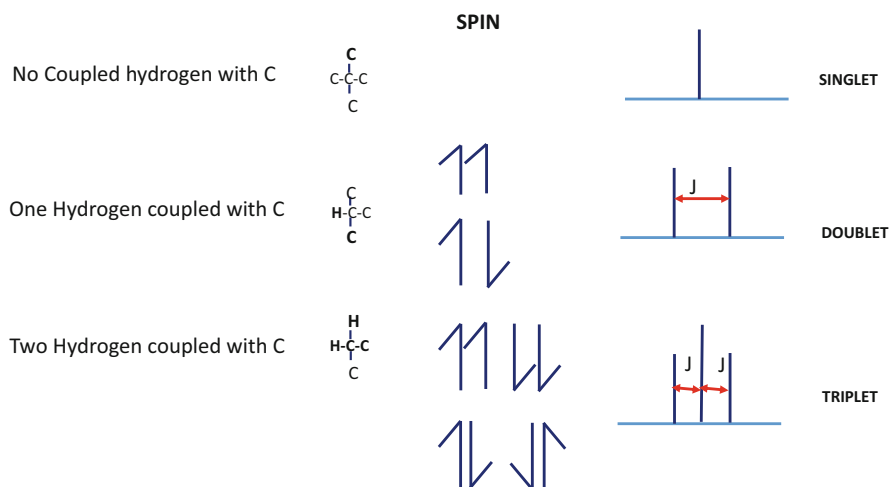 SPIN
No Coupled hydrogen with C
C
C-C-C
C
SINGLET
One Hydrogen coupled with C
C
H-C-C
C
J
DOUBLET
Two Hydrogen coupled with C
H
H-C-C
C
J J
TRIPLET